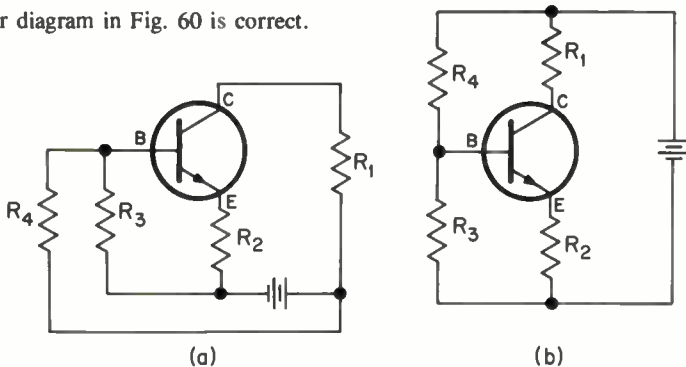 r diagram in Fig. 60 is correct.
C
B
E
R1
R4
R3
R2
(a)
R1
R4
C
B
E
R3
R2
(b)